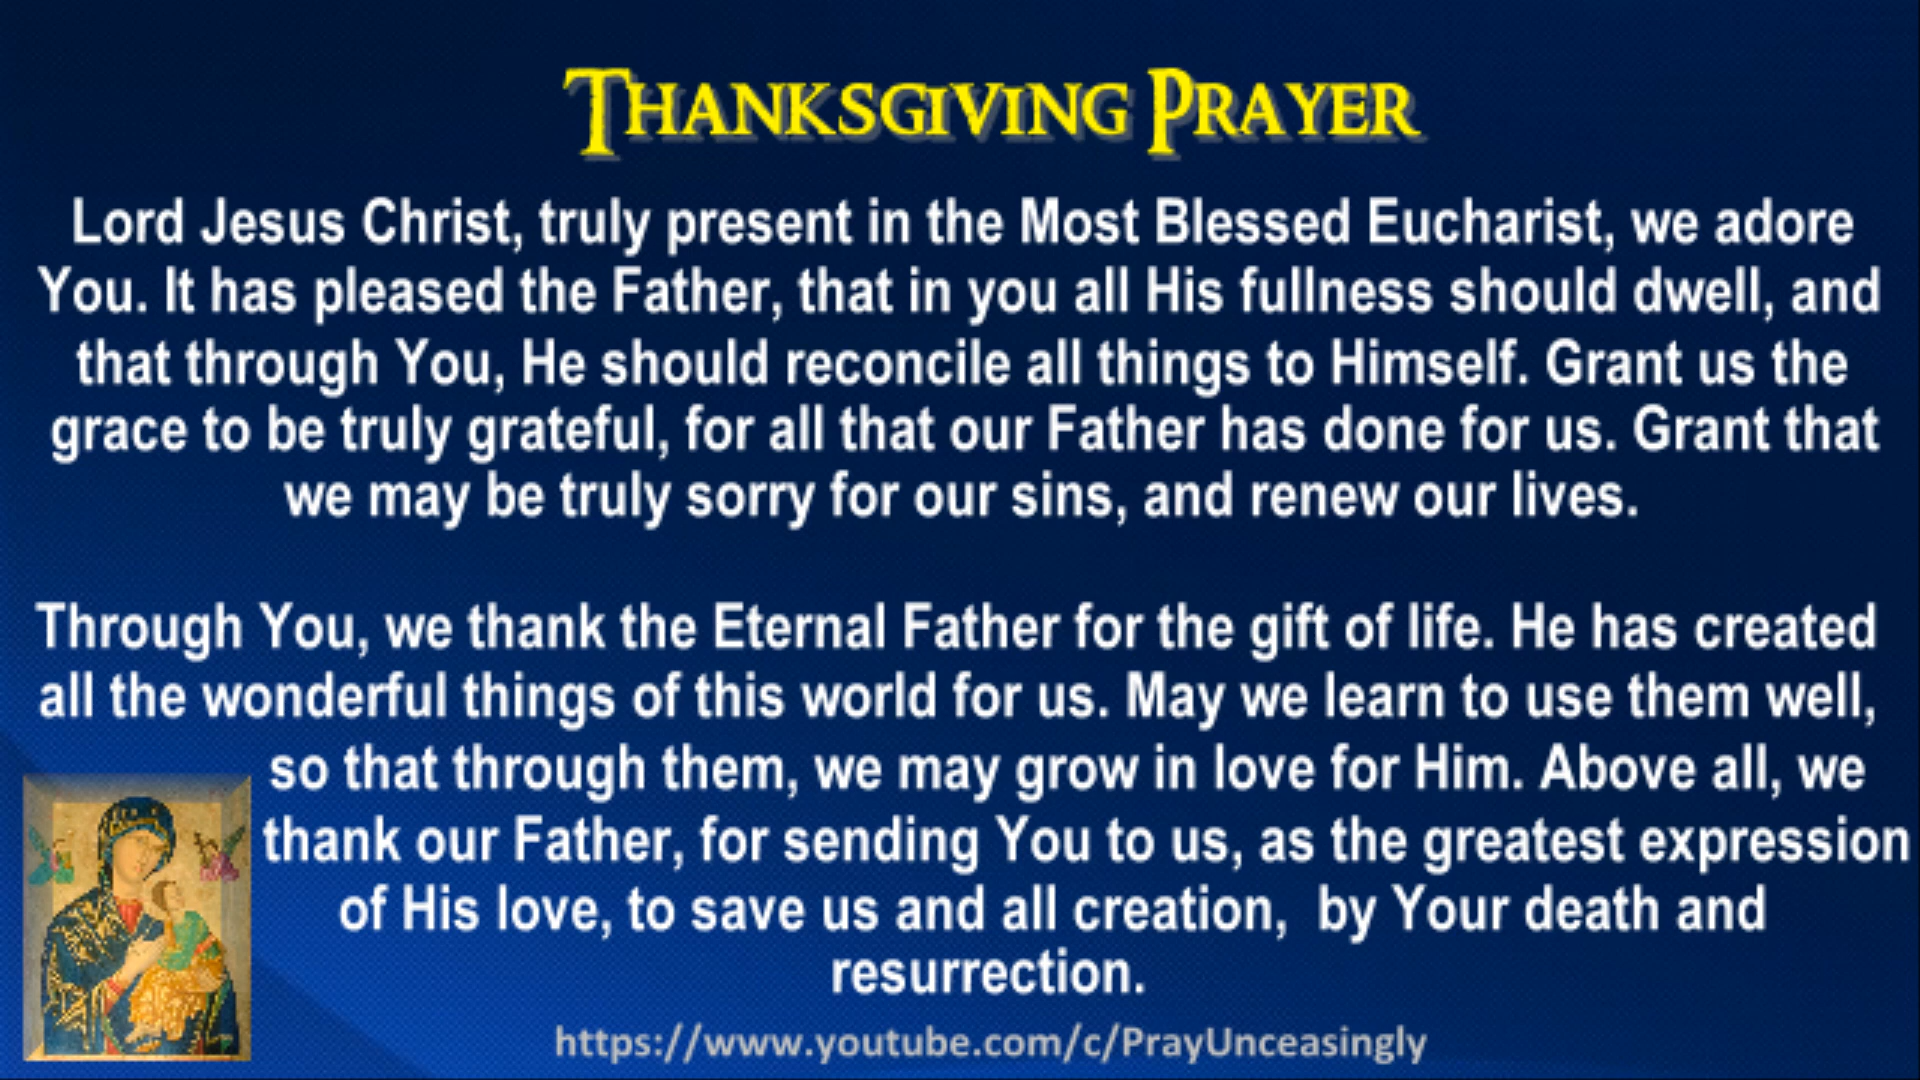 THANKSGIVING PRAYER
Lord Jesus Christ, truly present in the Most Blessed Eucharist, we adore
You. It has pleased the Father, that in you all His fullness should dwell, and
that through You, He should reconcile all things to Himself. Grant us the
grace to be truly grateful, for all that our Father has done for us. Grant that
we may be truly sorry for our sins, and renew our lives.
Through You, we thank the Eternal Father for the gift of life. He has created
all the wonderful things of this world for us. May we learn to use them well,
so that through them, we may grow in love for Him. Above all, we
thank our Father, for sending You to us, as the greatest expression
of His love, to save us and all creation,  by Your death and
resurrection.
https://www.youtube.com/c/PrayUnceasingly